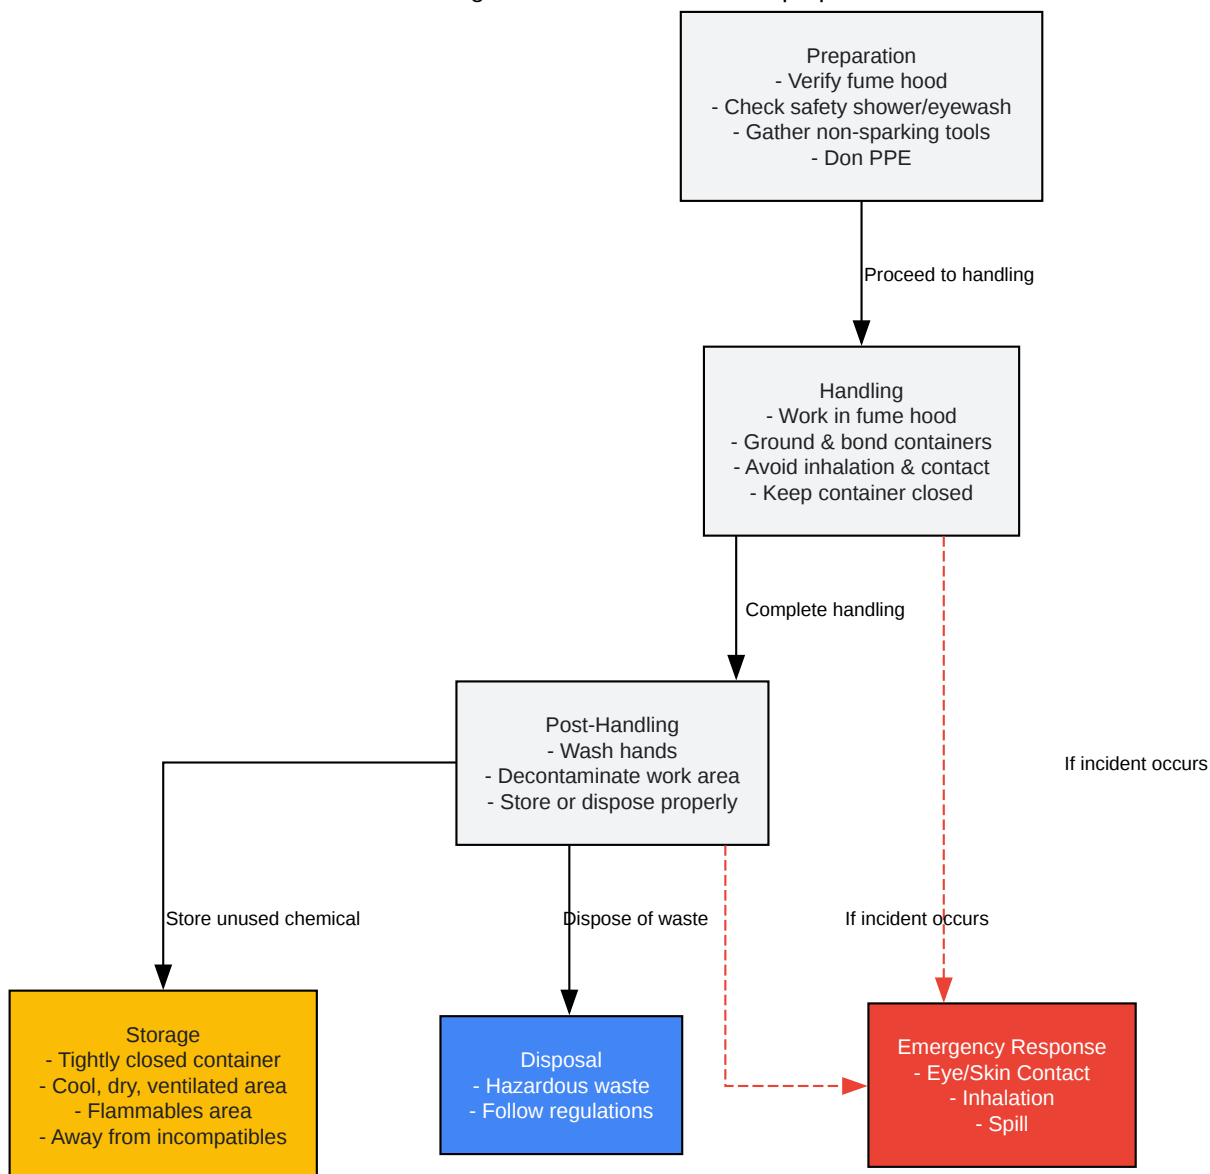 Preparation
- Verify fume hood
- Check safety shower/eyewash
- Gather non-sparking tools
- Don PPE
Proceed to handling
Handling
- Work in fume hood
- Ground & bond containers
- Avoid inhalation & contact
- Keep container closed
Complete handling
Post-Handling
- Wash hands
- Decontaminate work area
- Store or dispose properly
If incident occurs
Store unused chemical
Dispose of waste
If incident occurs
Storage
- Tightly closed container
- Cool, dry, ventilated area
- Flammables area
- Away from incompatibles
Disposal
- Hazardous waste
- Follow regulations
Emergency Response
- Eye/Skin Contact
- Inhalation
- Spill